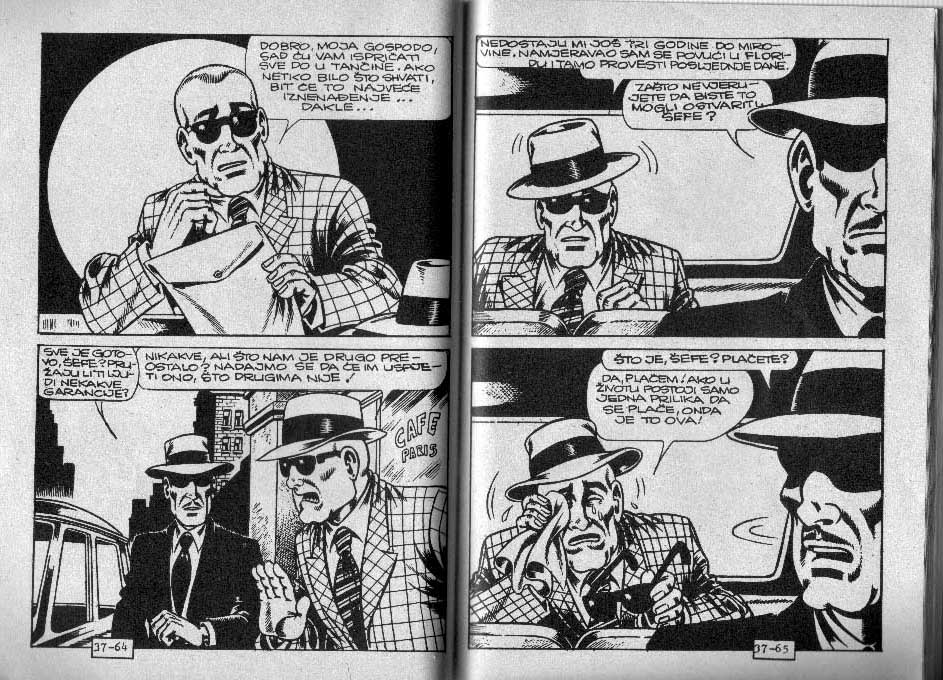 DOBRO, MOJA GOSPODO,
SAD ĆU VAM ISPRIČATI
SVE DO U TANČINE. AKO
NETKO BILO ŠTO SHVATI,
BIT ĆE TO NAJVEĆE
IZNENAĐENJE...
DAKLE...
SVE JE GOTO-
VO, ŠEFE? PRU-
ŽAJU LI TI LJU-
DI NEKAKVE
GARANCIJE?
NIKAKVE, ALI ŠTO NAM JE DRUGO PRE-
OSTALO? NADAJMO SE DA ĆE IM USPJE-
TI ONO, ŠTO DRUGIMA NIJE!
CAFE
PARIS
37-64
NEDOSTAJU MI JOŠ TRI GODINE DO MIRO-
VINE. NAMJERAVAO SAM SE POVUĆI U FLORI-
DU I TAMO PROVESTI POSLJEDNJE DANE.
ZAŠTO NE VJERU-
JETE DA BISTE TO
MOGLI OSTVARITI,
ŠEFE?
ŠTO JE, ŠEFE? PLAČETE?
DA, PLAČEM! AKO U
ŽIVOTU POSTOJI SAMO
JEDNA PRILIKA DA
SE PLAČE, ONDA
JE TO OVA!
37-65